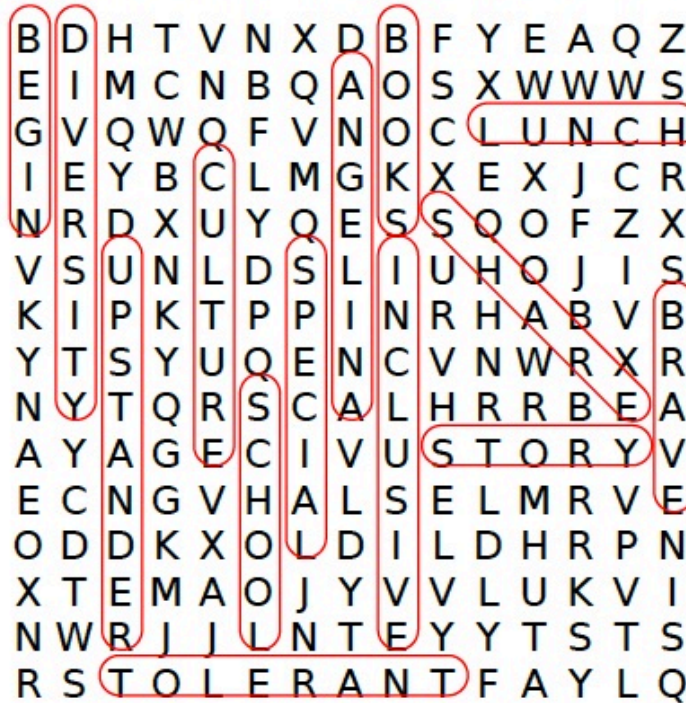 B D H T V N X D B F Y E A Q Z
E I M C N B Q A O S X W W W S
G V Q W Q F V N O C L U N C H
I E Y B C L M G K X E X J C R
N R D X U Y Q E S S Q O F Z X
V S U N L D S L I U H O J I S
K I P K T P P I N R H A B V B
Y T S Y U Q E N C V N W R X R
N Y T Q R S C A L H R R B E A
A Y A G E C I V U S T O R Y V
E C N G V H A L S E L M R V E
O D D K X O L D I L D H R P N
X T E M A O J Y V V L U K V I
N W R J J L N T E Y Y T S T S
R S T O L E R A N T F A Y L Q